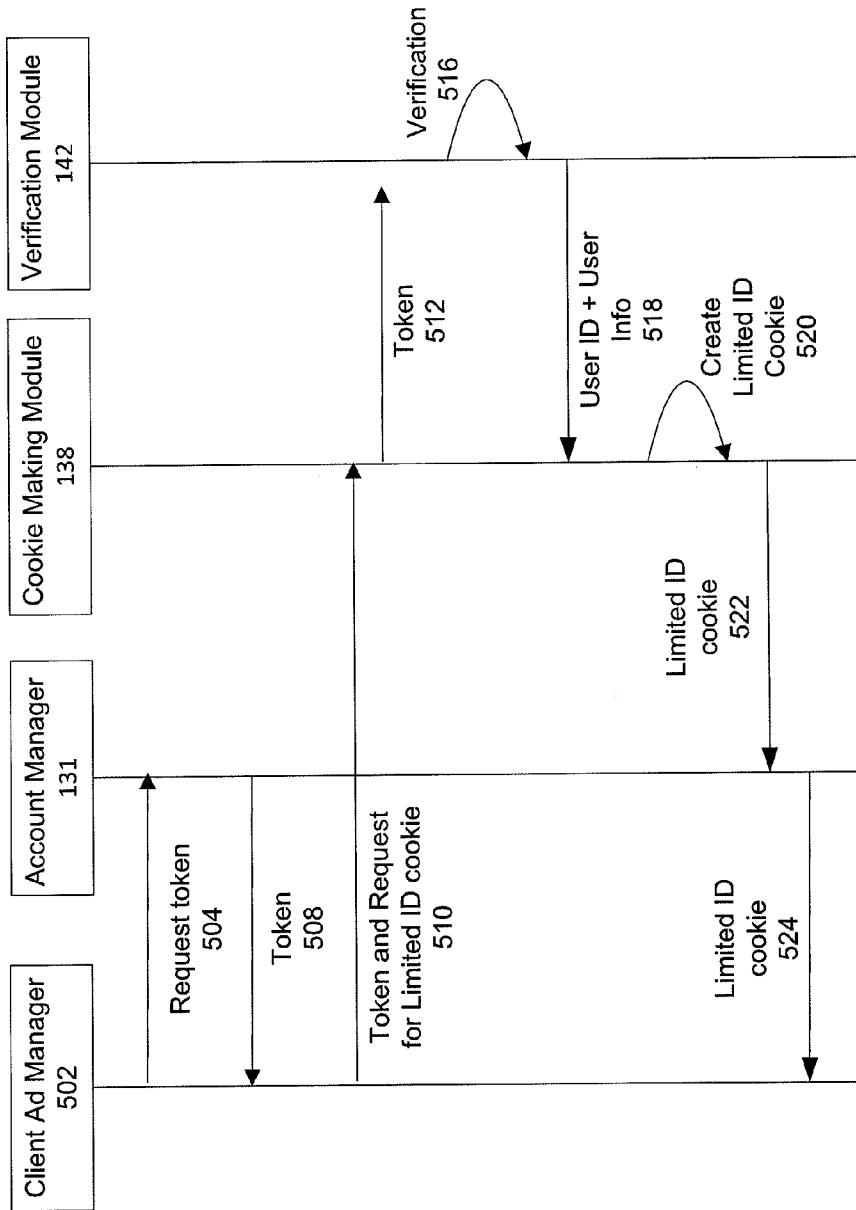 Client Ad Manager
502
Account Manager
131
Cookie Making Module
138
Verification Module
142
Request token
504
Token
508
Token and Request
for Limited ID cookie
510
Token
512
Verification
516
User ID + User
Info
518
Create
Limited ID
Cookie
520
Limited ID
cookie
522
Limited ID
cookie
524